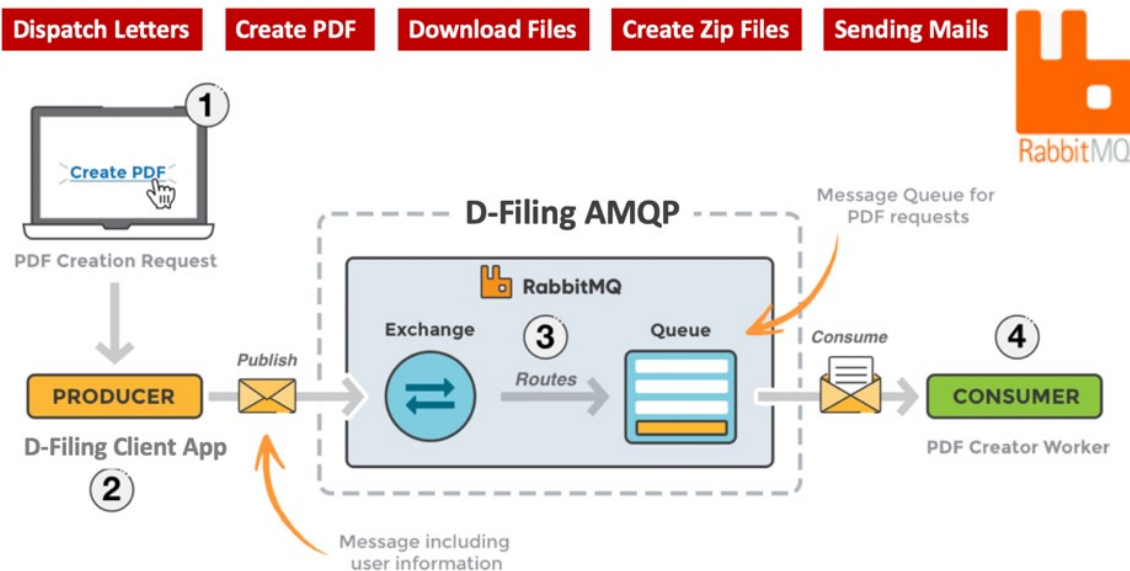 Dispatch Letters
Create PDF
Download Files
Create Zip Files
Sending Mails
RabbitMQ
1
Create PDF
PDF Creation Request
D-Filing AMQP
Message Queue for
PDF requests
RabbitMQ
Exchange
3
Queue
Routes
Publish
Consume
4
PRODUCER
CONSUMER
D-Filing Client App
PDF Creator Worker
2
Message including
user information